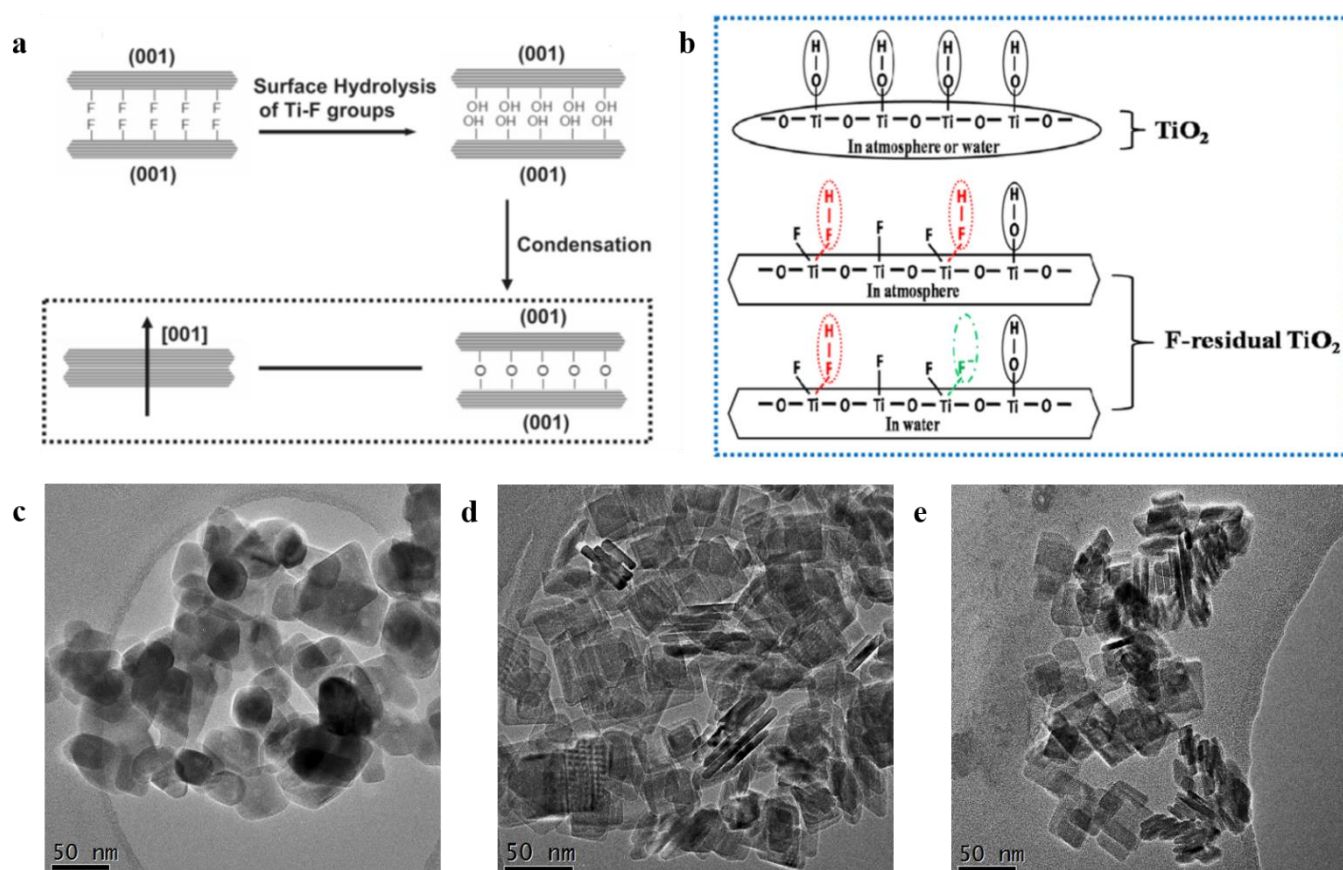 a
(001)
F F F F F
F F F F F
(001)
Surface Hydrolysis
of Ti-F groups
(001)
OH OH OH OH OH
OH OH OH OH OH
(001)
Condensation
[001]
(001)
O O O O O
(001)
b
H H H H
O O O O
O Ti O Ti O Ti O Ti O
In atmosphere or water
TiO2
H H H
F F F F F O
O Ti O Ti O Ti O Ti O
In atmosphere
H H
F F F F F- O
O Ti O Ti O Ti O Ti O
In water
F-residual TiO2
c
50 nm
d
50 nm
e
50 nm